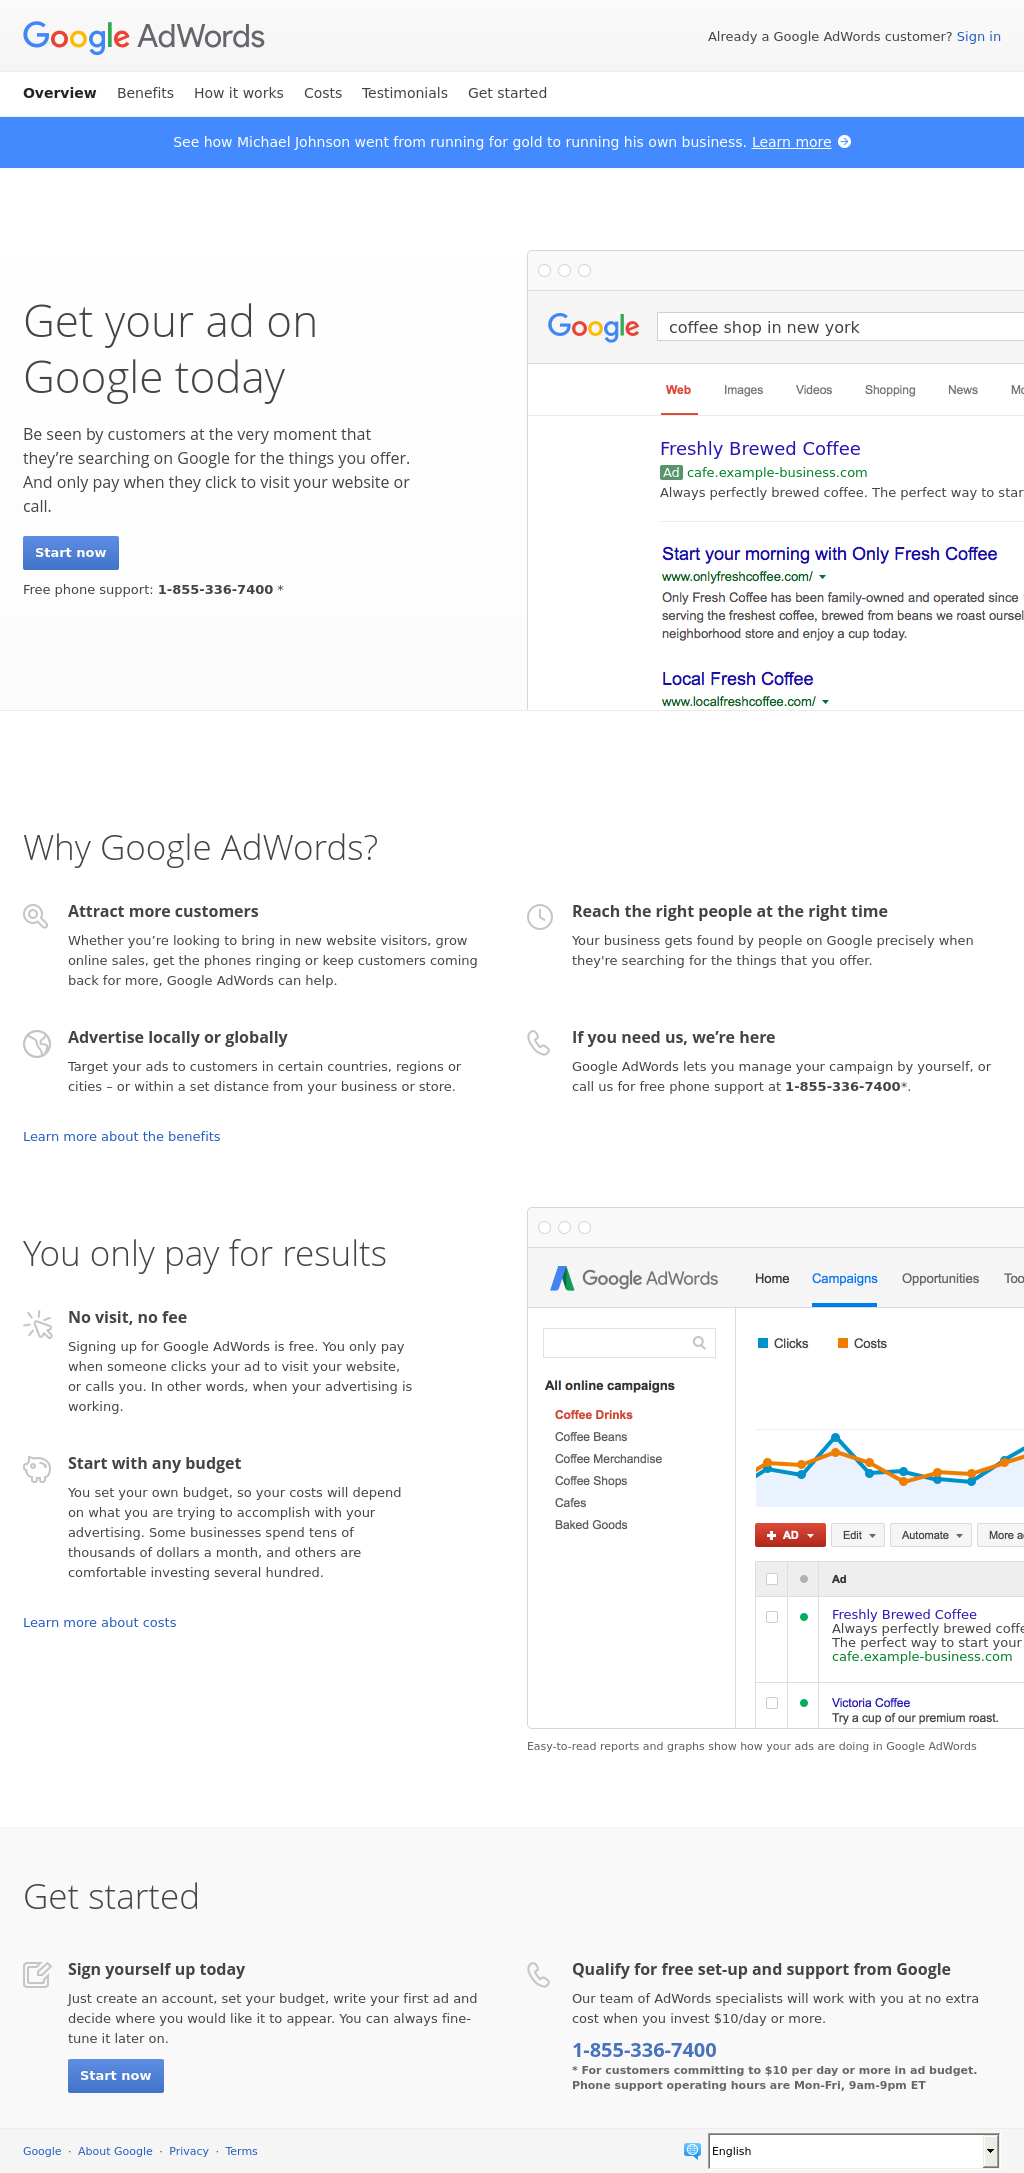 Google AdWords
Already a Google AdWords customer? Sign in
Overview Benefits How it works Costs Testimonials Get started
See how Michael Johnson went from running for gold to running his own business. Learn more
Get your ad on
Google today
Be seen by customers at the very moment that
they’re searching on Google for the things you offer.
And only pay when they click to visit your website or
call.
Start now
Free phone support: 1-855-336-7400 *
Google coffee shop in new york
Web Images Videos Shopping News
Freshly Brewed Coffee
Ad cafe.example-business.com
Always perfectly brewed coffee. The perfect way to star
Start your morning with Only Fresh Coffee
www.onlyfreshcoffee.com/
Only Fresh Coffee has been family-owned and operated since
serving the freshest coffee, brewed from beans we roast oursel
neighborhood store and enjoy a cup today.
Local Fresh Coffee
www.localfreshcoffee.com/
Why Google AdWords?
Attract more customers
Whether you’re looking to bring in new website visitors, grow
online sales, get the phones ringing or keep customers coming
back for more, Google AdWords can help.
Reach the right people at the right time
Your business gets found by people on Google precisely when
they're searching for the things that you offer.
Advertise locally or globally
Target your ads to customers in certain countries, regions or
cities – or within a set distance from your business or store.
If you need us, we’re here
Google AdWords lets you manage your campaign by yourself, or
call us for free phone support at 1-855-336-7400*.
Learn more about the benefits
You only pay for results
No visit, no fee
Signing up for Google AdWords is free. You only pay
when someone clicks your ad to visit your website,
or calls you. In other words, when your advertising is
working.
Start with any budget
You set your own budget, so your costs will depend
on what you are trying to accomplish with your
advertising. Some businesses spend tens of
thousands of dollars a month, and others are
comfortable investing several hundred.
Learn more about costs
Google AdWords Home Campaigns Opportunities Too
Clicks Costs
All online campaigns
Coffee Drinks
Coffee Beans
Coffee Merchandise
Coffee Shops
Cafes
Baked Goods
AD Edit Automate More a
Ad
Freshly Brewed Coffee
Always perfectly brewed coffe
The perfect way to start your
cafe.example-business.com
Victoria Coffee
Try a cup of our premium roast.
Easy-to-read reports and graphs show how your ads are doing in Google AdWords
Get started
Sign yourself up today
Just create an account, set your budget, write your first ad and
decide where you would like it to appear. You can always fine-
tune it later on.
Start now
Qualify for free set-up and support from Google
Our team of AdWords specialists will work with you at no extra
cost when you invest $10/day or more.
1-855-336-7400
* For customers committing to $10 per day or more in ad budget.
Phone support operating hours are Mon-Fri, 9am-9pm ET
Google · About Google · Privacy · Terms
English